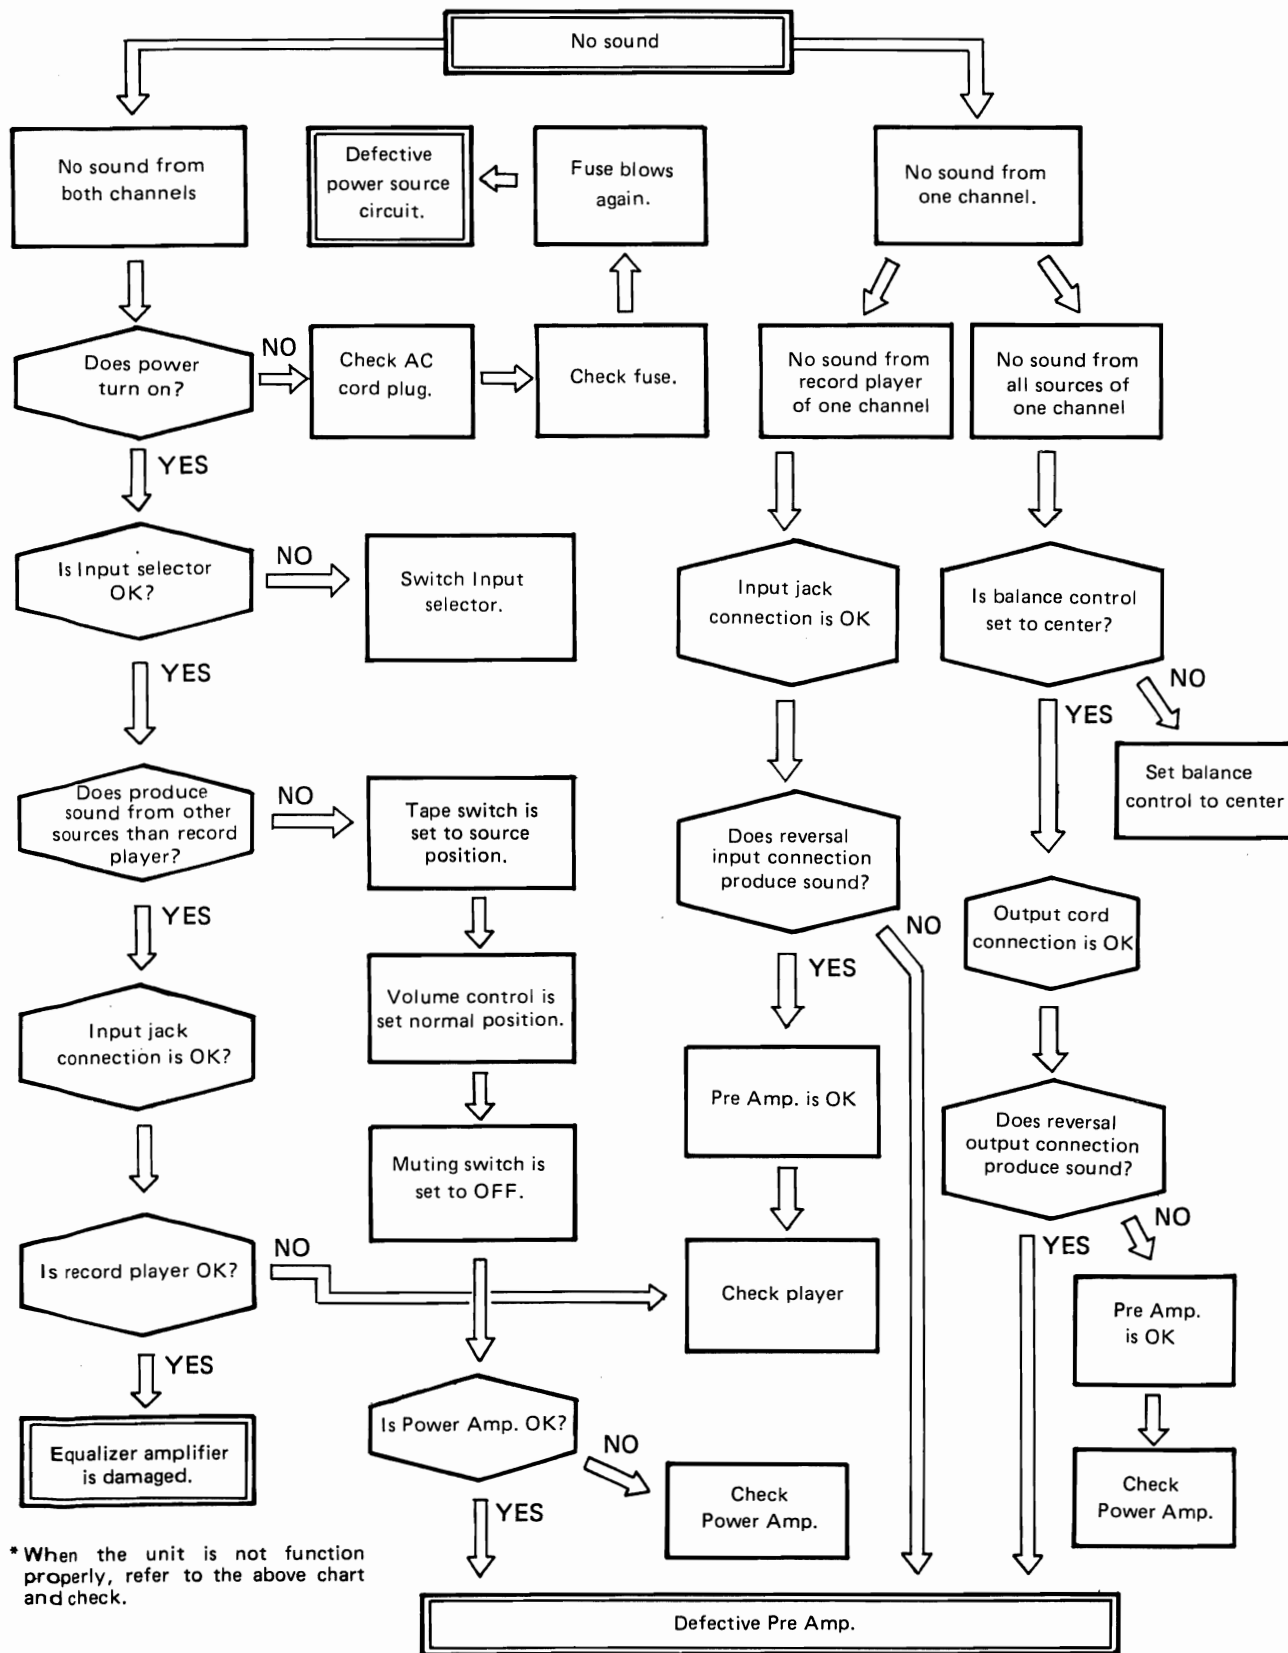 No sound
No sound from
both channels
Defective
power source
circuit.
Fuse blows
again.
No sound from
one channel.
Does power
turn on?
NO
Check AC
cord plug.
Check fuse.
No sound from
record player
of one channel
No sound from
all sources of
one channel
YES
Is Input selector
OK?
NO
Switch Input
selector.
Input jack
connection is OK
Is balance control
set to center?
YES
NO
YES
Set balance
control to center
Does produce
sound from other
sources than record
player?
NO
Tape switch is
set to source
position.
Does reversal
input connection
produce sound?
NO
YES
Output cord
connection is OK
YES
Input jack
connection is OK?
Volume control is
set normal position.
Pre Amp. is OK
Does reversal
output connection
produce sound?
Muting switch is
set to OFF.
NO
YES
Is record player OK?
NO
Check player
Pre Amp.
is OK
YES
Is Power Amp. OK?
NO
Check
Power Amp.
Check
Power Amp.
Equalizer amplifier
is damaged.
YES
* When the unit is not function
properly, refer to the above chart
and check.
Defective Pre Amp.